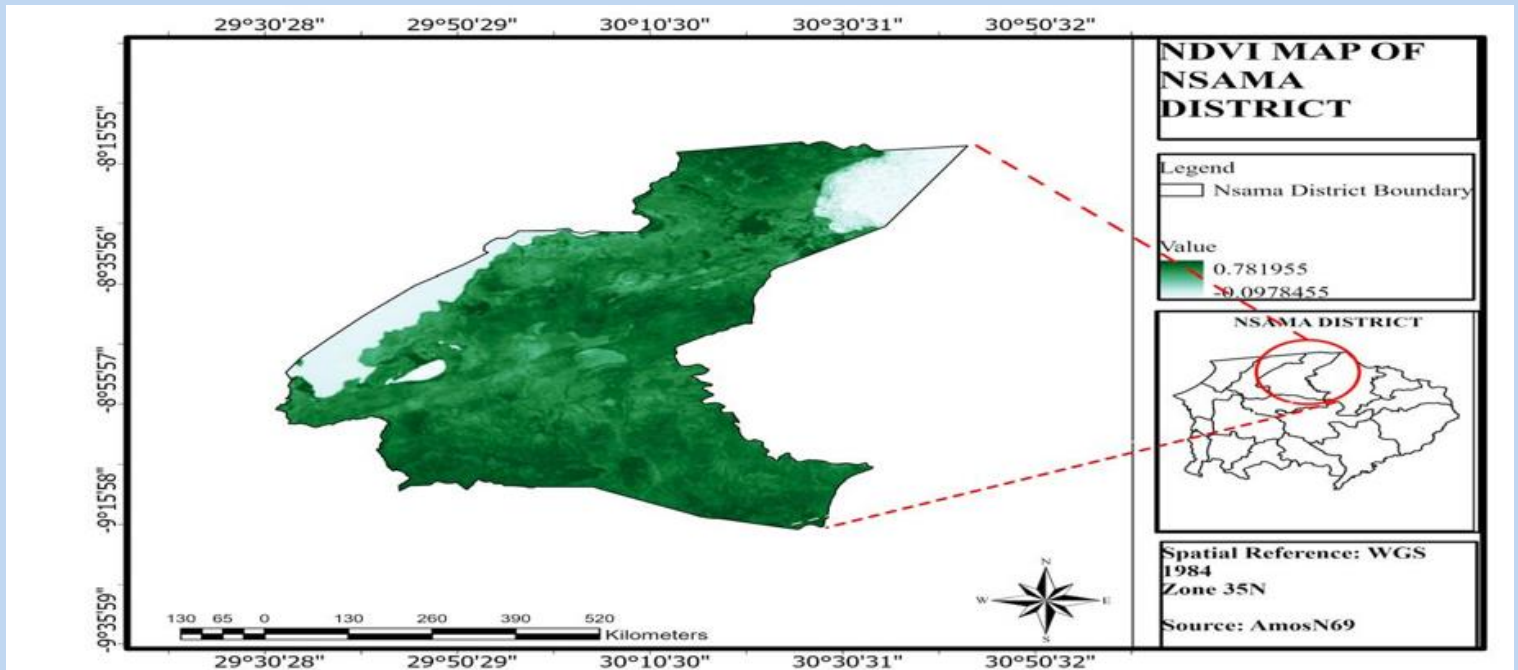 29°30'28" 29°50'29" 30°10'30" 30°30'31" 30°50'32"
-8°15'55"
-8°35'56"
-8°55'57"
-9°15'58"
-9°35'59"
NDVI MAP OF
NSAMA
DISTRICT
Legend
Nsama District Boundary
Value
0.781955
-0.0978455
NSAMA DISTRICT
Spatial Reference: WGS
1984
Zone 35N
Source: AmosN69
N
W E
S
130 65 0 130 260 390 520
Kilometers
29°30'28" 29°50'29" 30°10'30" 30°30'31" 30°50'32"